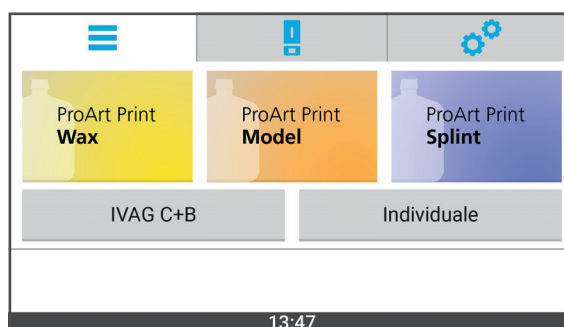 ProArt Print
Wax
ProArt Print
Model
ProArt Print
Splint
IVAG C+B
Individuale
13:47